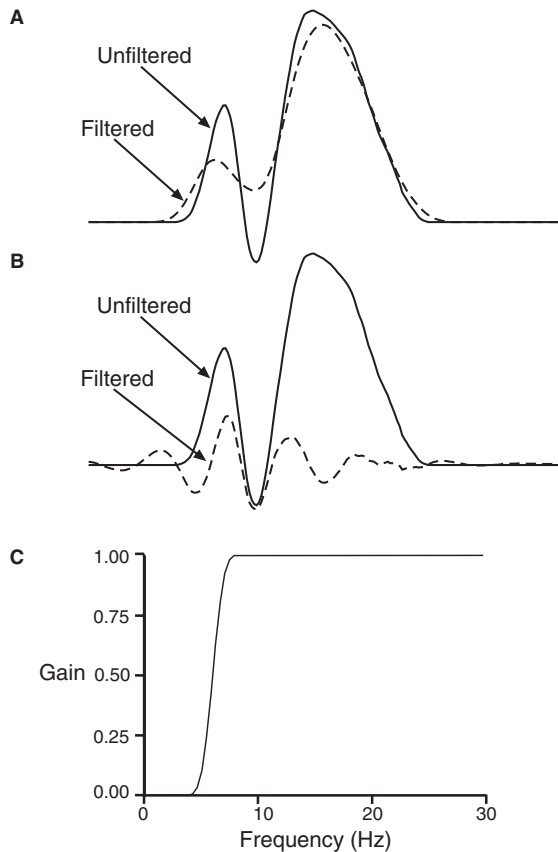 A
Unfiltered
Filtered
B
Unfiltered
Filtered
C
1.00
0.75
Gain 0.50
0.25
0.00
0 10 20 30
Frequency (Hz)